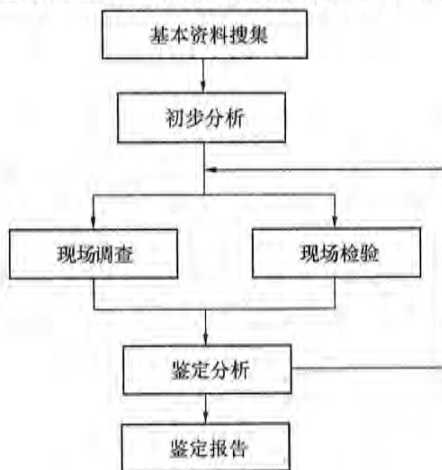 基本资料搜集
初步分析
现场调查
现场检验
鉴定分析
鉴定报告